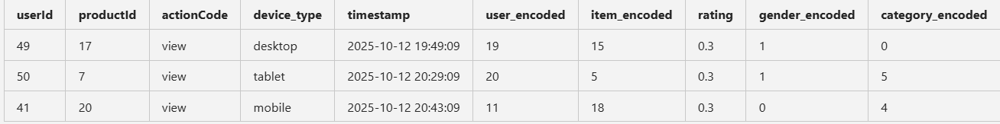 userId productId actionCode device_type timestamp user_encoded item_encoded rating gender_encoded category_encoded
49 17 view desktop 2025-10-12 19:49:09 19 15 0.3 1 0
50 7 view tablet 2025-10-12 20:29:09 20 5 0.3 1 5
41 20 view mobile 2025-10-12 20:43:09 11 18 0.3 0 4